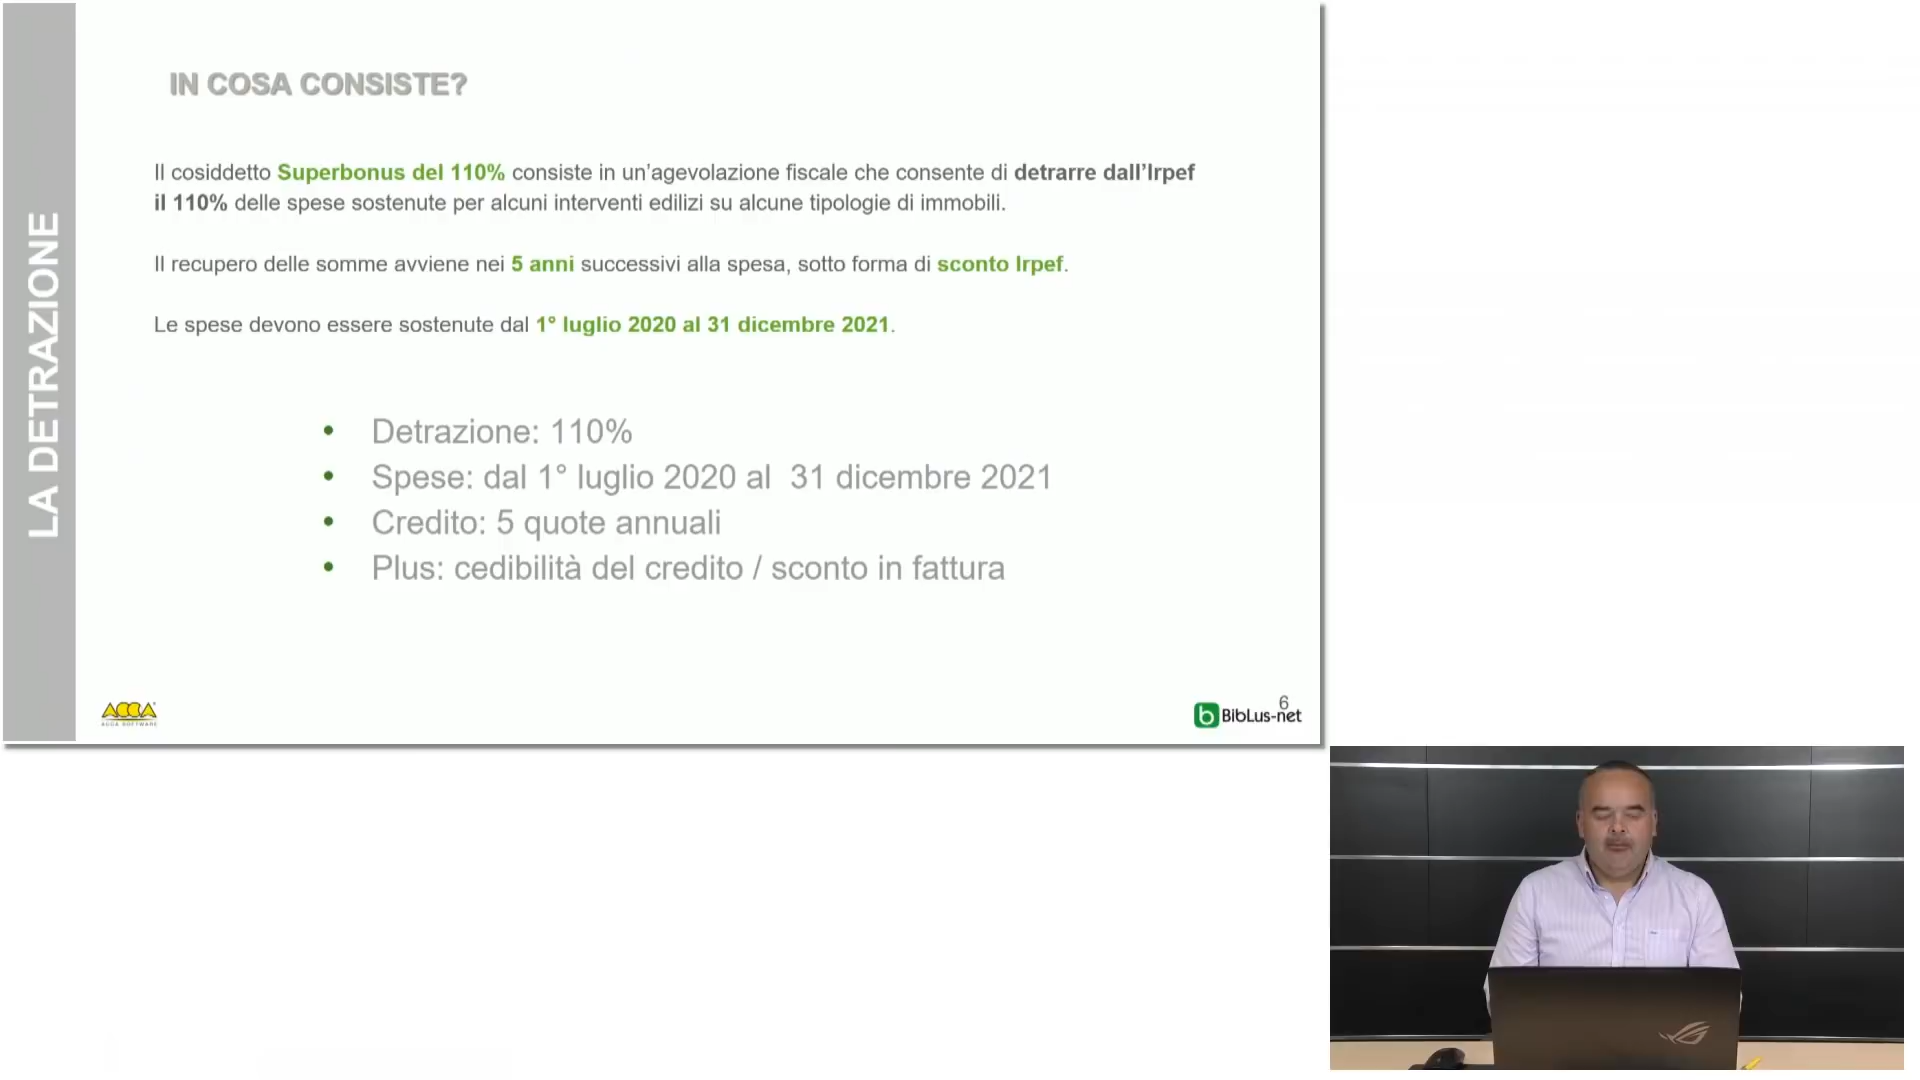 IN COSA CONSISTE?
LA DETRAZIONE
Il cosiddetto Superbonus del 110% consiste in un’agevolazione fiscale che consente di detrarre dall’Irpef
il 110% delle spese sostenute per alcuni interventi edilizi su alcune tipologie di immobili.
Il recupero delle somme avviene nei 5 anni successivi alla spesa, sotto forma di sconto Irpef.
Le spese devono essere sostenute dal 1° luglio 2020 al 31 dicembre 2021.
• Detrazione: 110%
• Spese: dal 1° luglio 2020 al  31 dicembre 2021
• Credito: 5 quote annuali
• Plus: cedibilità del credito / sconto in fattura
ACCA
ACCA SOFTWARE
6
b BibLus-net